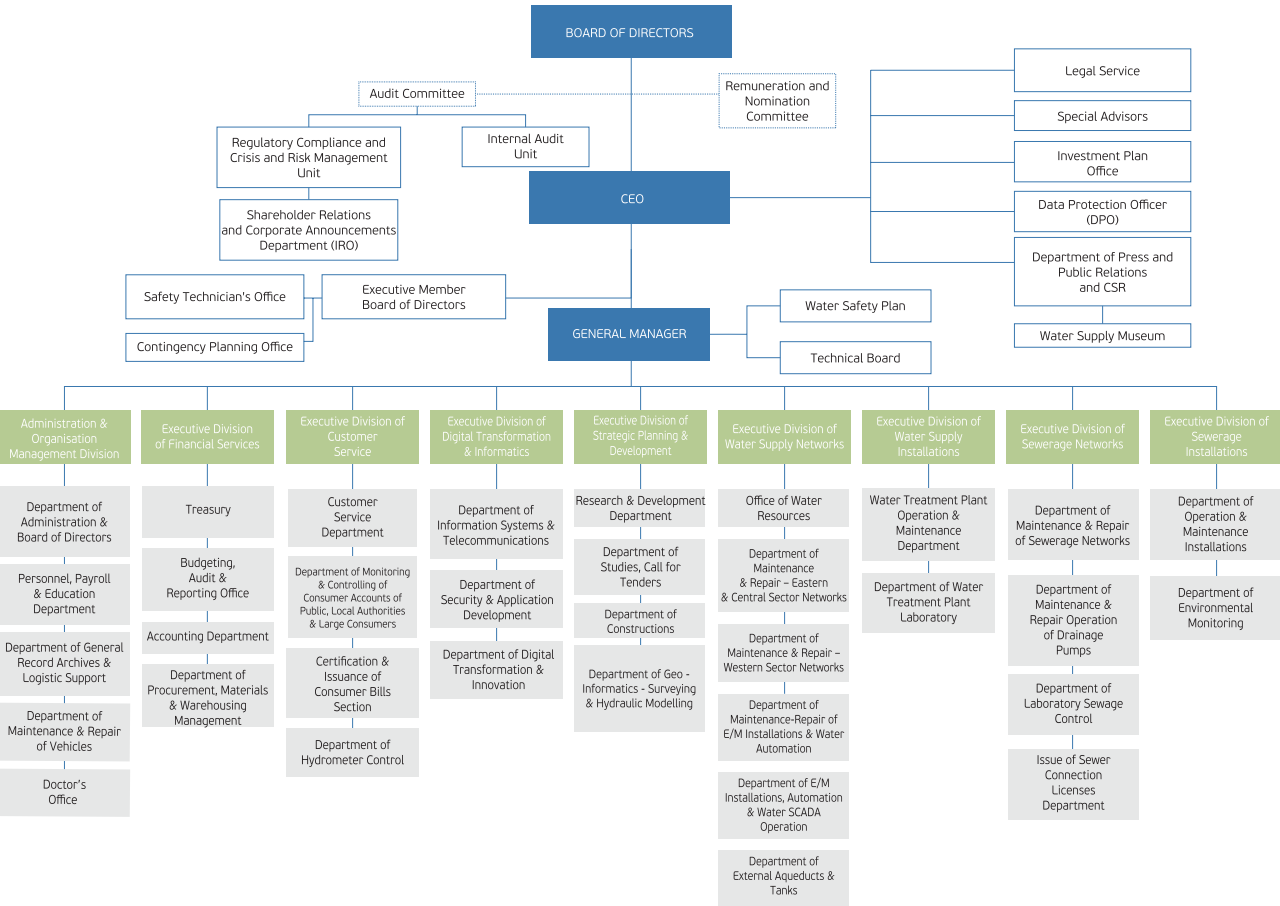 BOARD OF DIRECTORS
Audit Committee
Remuneration and
Nomination
Committee
Regulatory Compliance and
Crisis and Risk Management
Unit
Internal Audit
Unit
Shareholder Relations
and Corporate Announcements
Department (IRO)
CEO
Legal Service
Special Advisors
Investment Plan
Office
Data Protection Officer
(DPO)
Department of Press and
Public Relations
and CSR
Water Supply Museum
Safety Technician's Office
Executive Member
Board of Directors
Contingency Planning Office
GENERAL MANAGER
Water Safety Plan
Technical Board
Administration &
Organisation
Management Division
Department of
Administration &
Board of Directors
Personnel, Payroll
& Education
Department
Department of General
Record Archives &
Logistic Support
Department of
Maintenance & Repair
of Vehicles
Doctor's
Office
Executive Division
of Financial Services
Treasury
Budgeting,
Audit &
Reporting Office
Accounting Department
Department of
Procurement, Materials
& Warehousing
Management
Executive Division of
Customer
Service
Customer
Service
Department
Department of Monitoring
& Controlling of
Consumer Accounts of
Public, Local Authorities
& Large Consumers
Certification &
Issuance of
Consumer Bills
Section
Department of
Hydrometer Control
Executive Division of
Digital Transformation
& Informatics
Department of
Information Systems &
Telecommunications
Department of
Security & Application
Development
Department of Digital
Transformation &
Innovation
Executive Division of
Strategic Planning &
Development
Research & Development
Department
Department of
Studies, Call for
Tenders
Department of
Constructions
Department of Geo -
Informatics - Surveying
& Hydraulic Modelling
Executive Division of
Water Supply Networks
Office of Water
Resources
Department of
Maintenance
& Repair – Eastern
& Central Sector Networks
Department of
Maintenance & Repair –
Western Sector Networks
Department of
Maintenance-Repair of
E/M Installations & Water
Automation
Department of E/M
Installations, Automation
& Water SCADA
Operation
Department of
External Aqueducts &
Tanks
Executive Division of
Water Supply
Installations
Water Treatment Plant
Operation &
Maintenance
Department
Department of Water
Treatment Plant
Laboratory
Executive Division of
Sewerage Networks
Department of
Maintenance & Repair
of Sewerage Networks
Department of
Maintenance &
Repair Operation
of Drainage
Pumps
Department of
Laboratory Sewage
Control
Issue of Sewer
Connection
Licenses
Department
Executive Division of
Sewerage
Installations
Department of
Operation &
Maintenance
Installations
Department of
Environmental
Monitoring